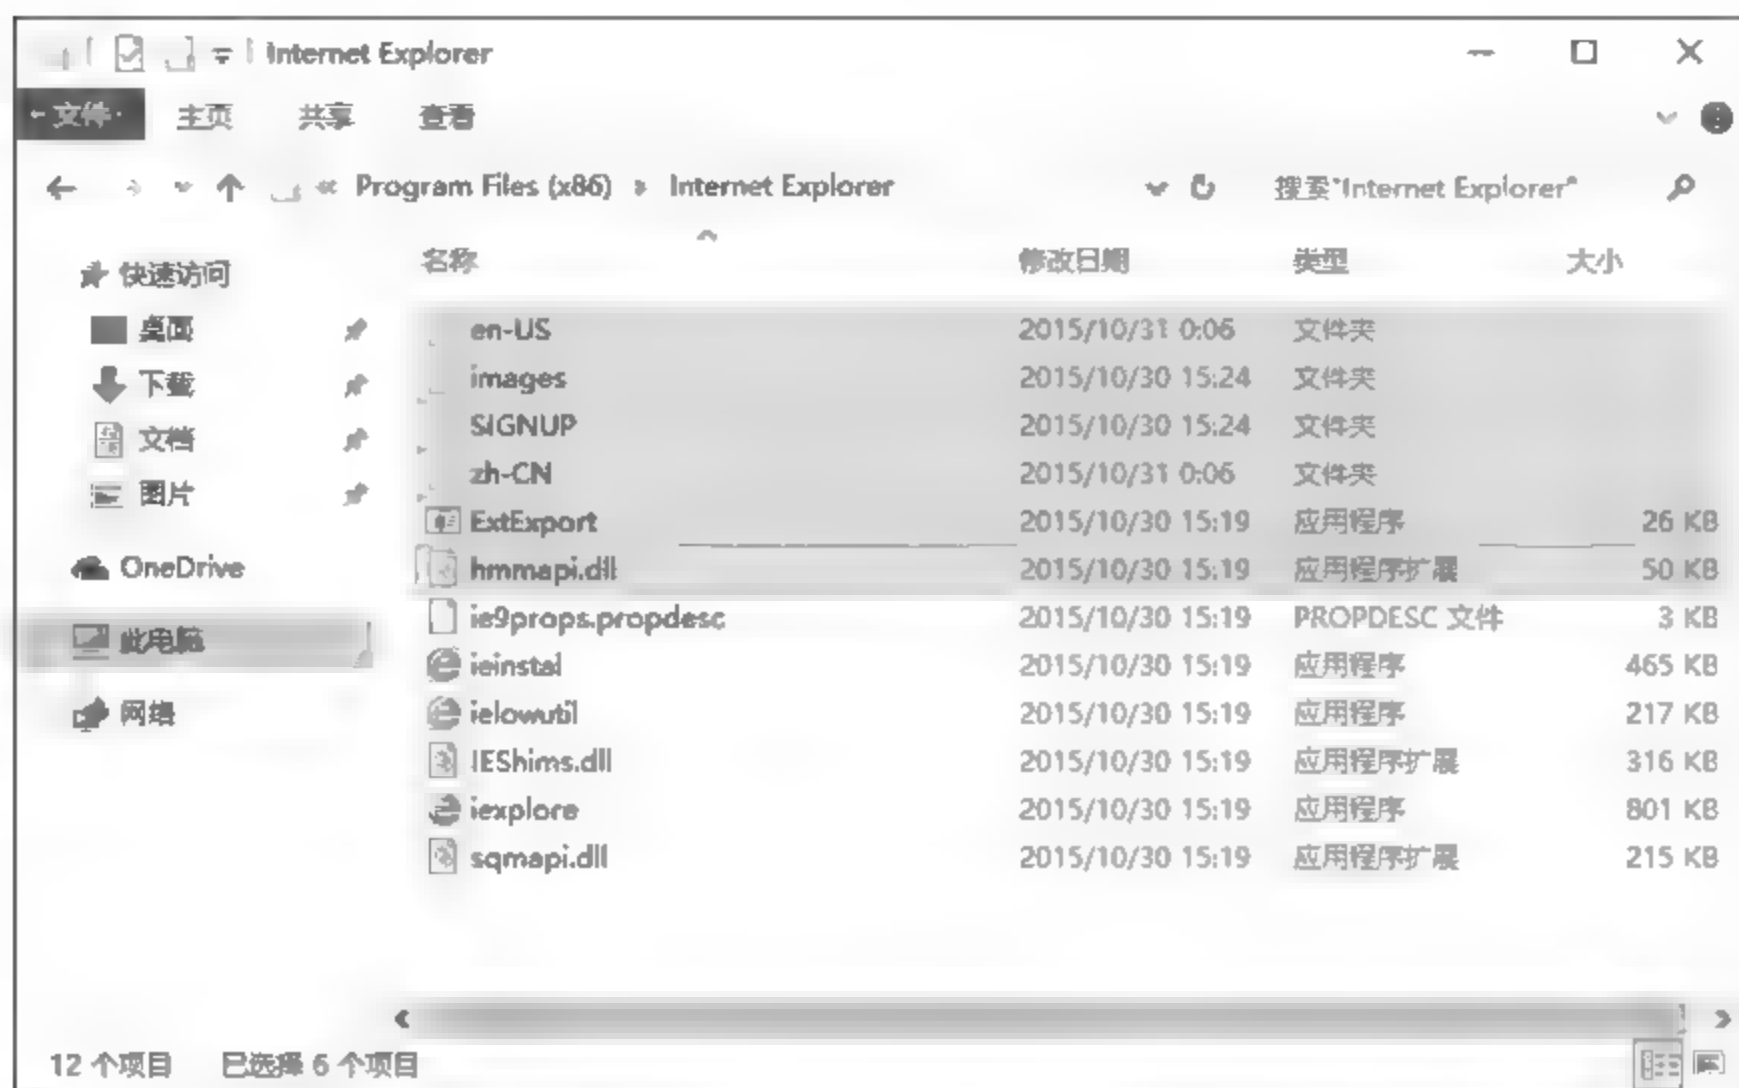 Internet Explorer
文件 主页 共享 查看
« Program Files (x86) › Internet Explorer 搜索"Internet Explorer"
名称 修改日期 类型 大小
快速访问
桌面
下载
文档
图片
OneDrive
此电脑
网络
en-US 2015/10/31 0:06 文件夹
images 2015/10/30 15:24 文件夹
SIGNUP 2015/10/30 15:24 文件夹
zh-CN 2015/10/31 0:06 文件夹
ExtExport 2015/10/30 15:19 应用程序 26 KB
hmmapi.dll 2015/10/30 15:19 应用程序扩展 50 KB
ie9props.propdesc 2015/10/30 15:19 PROPDESC 文件 3 KB
ieinstal 2015/10/30 15:19 应用程序 465 KB
ielowutil 2015/10/30 15:19 应用程序 217 KB
IEShims.dll 2015/10/30 15:19 应用程序扩展 316 KB
iexplore 2015/10/30 15:19 应用程序 801 KB
sqmapi.dll 2015/10/30 15:19 应用程序扩展 215 KB
12 个项目 已选择 6 个项目